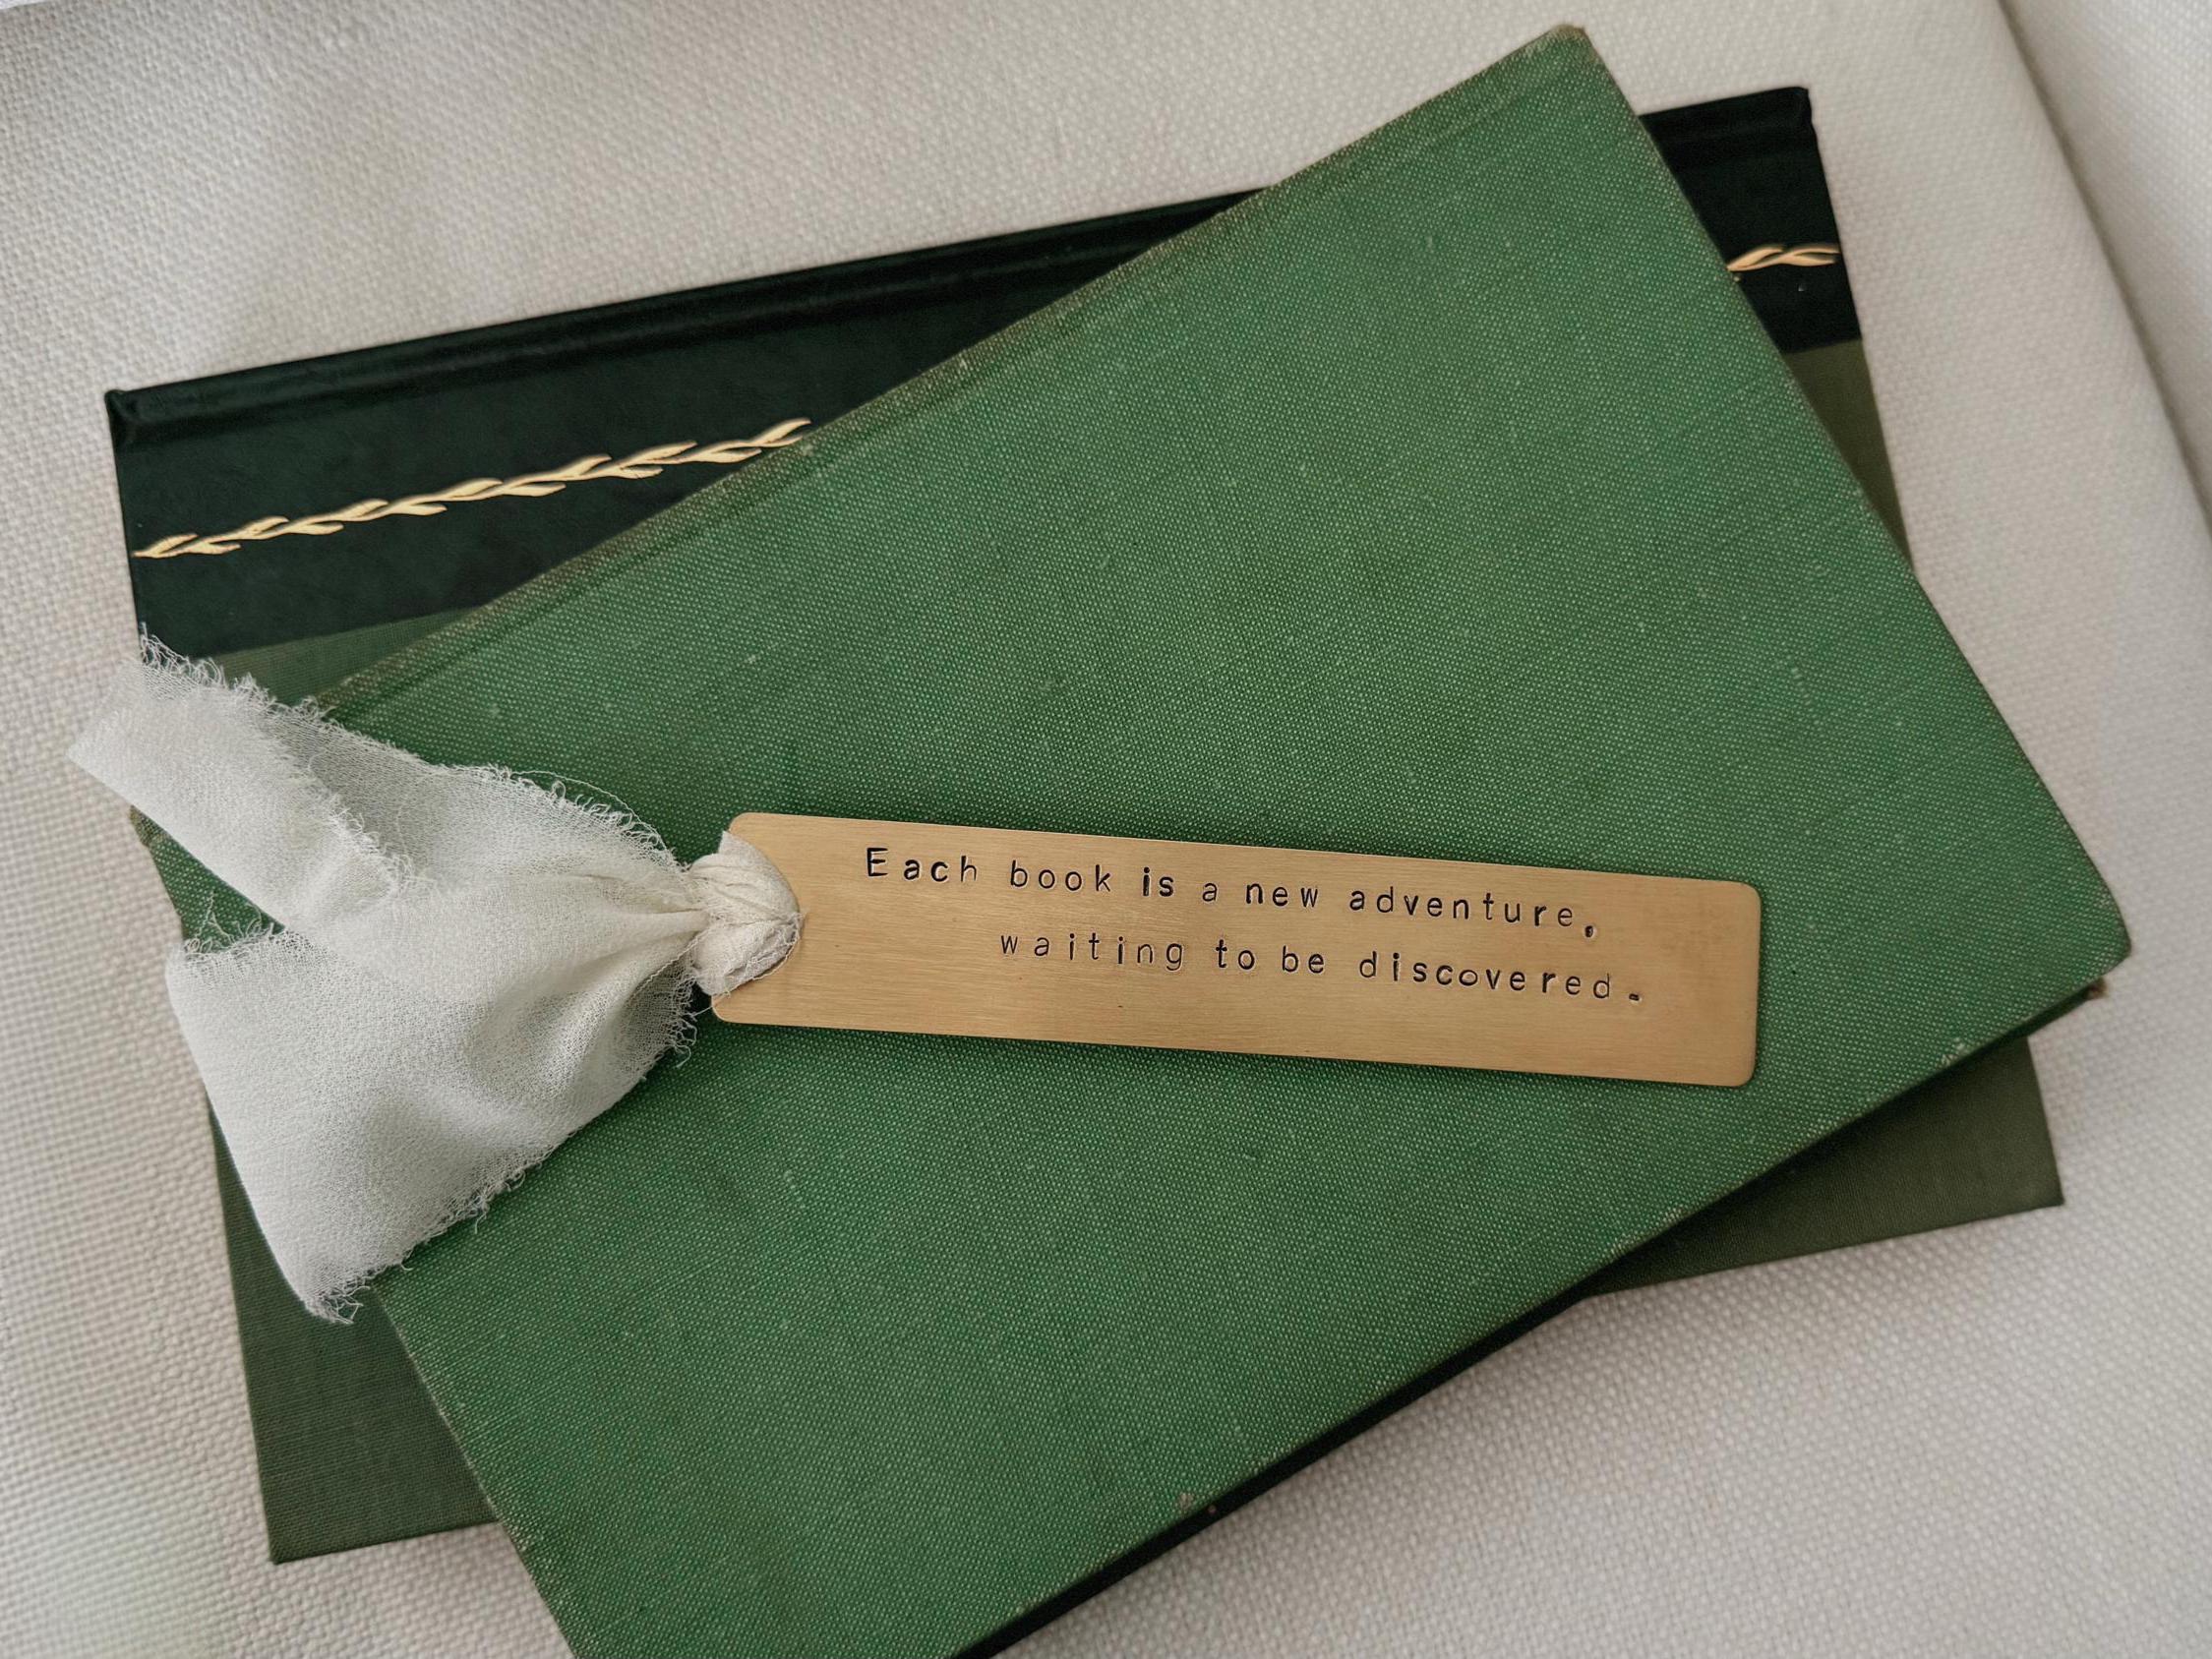 Each book is a new adventure,
waiting to be discovered.